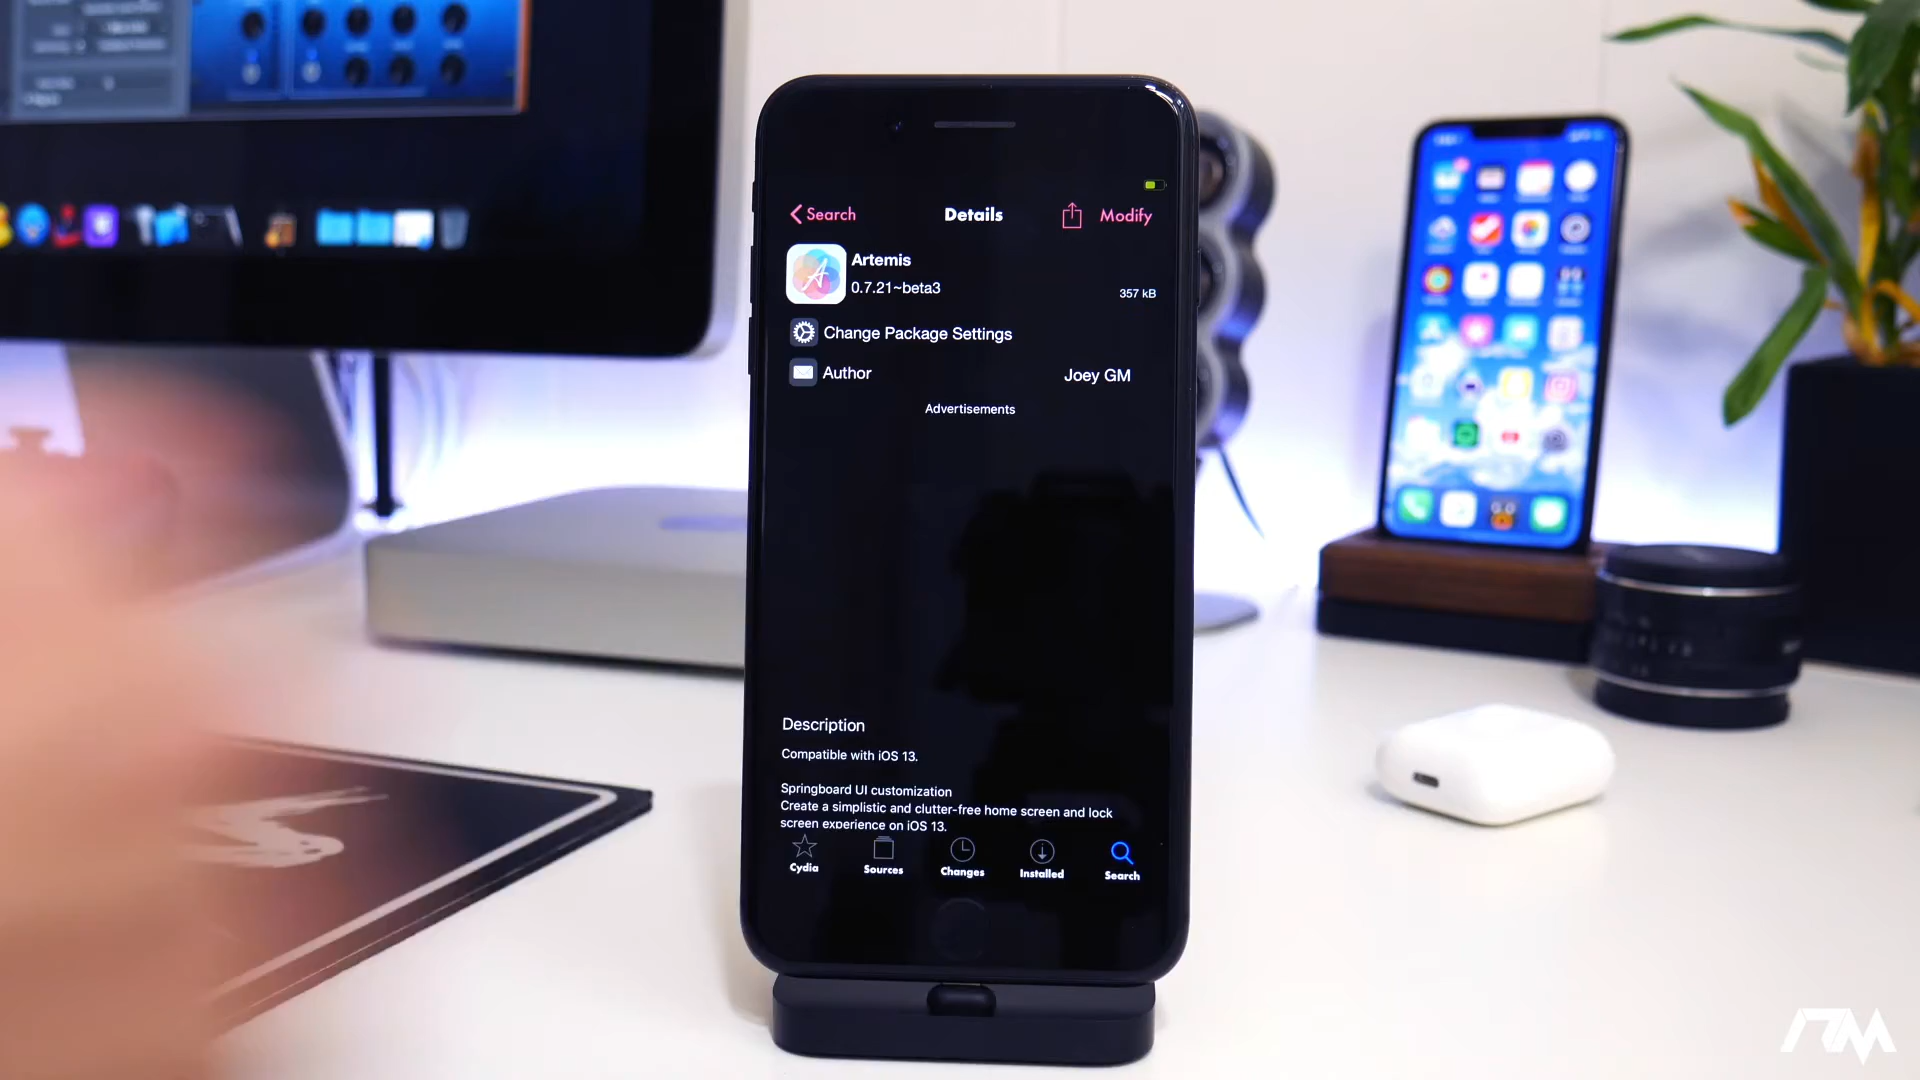 Search
Details
Modify
Artemis
0.7.21~beta3
357 kB
Change Package Settings
Author
Joey GM
Advertisements
Description
Compatible with iOS 13.
Springboard UI customization
Create a simplistic and clutter-free home screen and lock
screen experience on iOS 13.
Cydia
Sources
Changes
Installed
Search